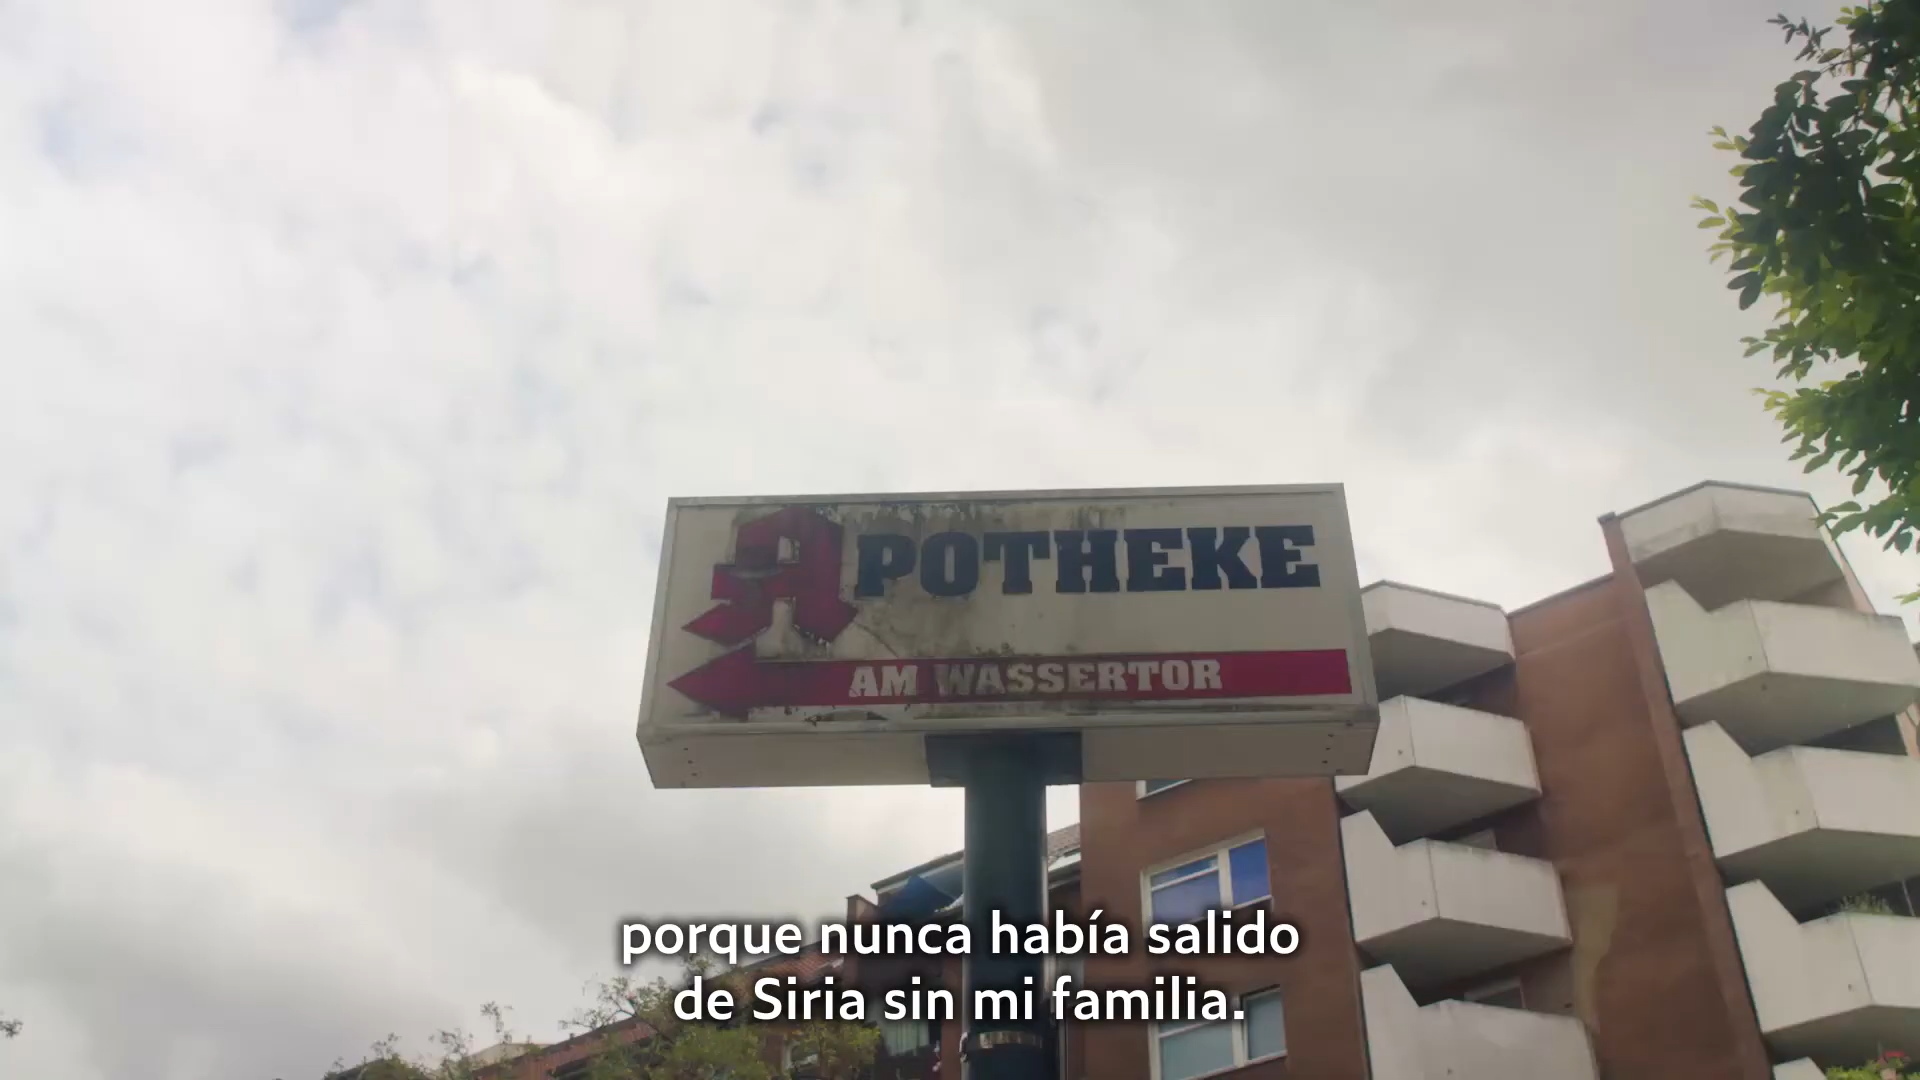 APOTHEKE
AM WASSERTOR
porque nunca había salido
de Siria sin mi familia.